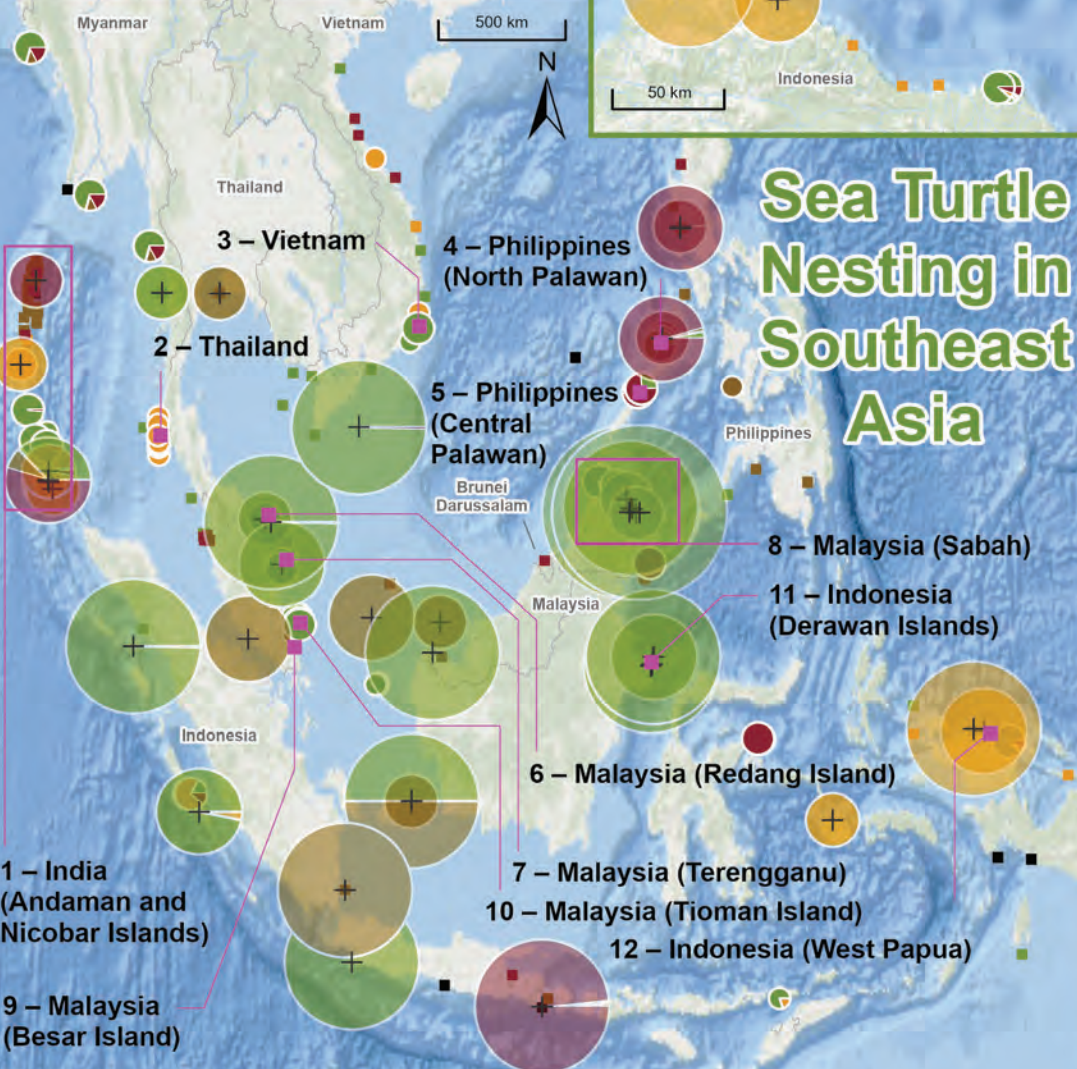 Myanmar
Vietnam
500 km
N
Indonesia
50 km
Sea Turtle
Nesting in
Southeast
Asia
Thailand
3 – Vietnam
4 – Philippines
(North Palawan)
2 – Thailand
5 – Philippines
(Central
Palawan)
Philippines
Brunei
Darussalam
8 – Malaysia (Sabah)
Malaysia
11 – Indonesia
(Derawan Islands)
Indonesia
6 – Malaysia (Redang Island)
1 – India
(Andaman and
Nicobar Islands)
7 – Malaysia (Terengganu)
10 – Malaysia (Tioman Island)
12 – Indonesia (West Papua)
9 – Malaysia
(Besar Island)